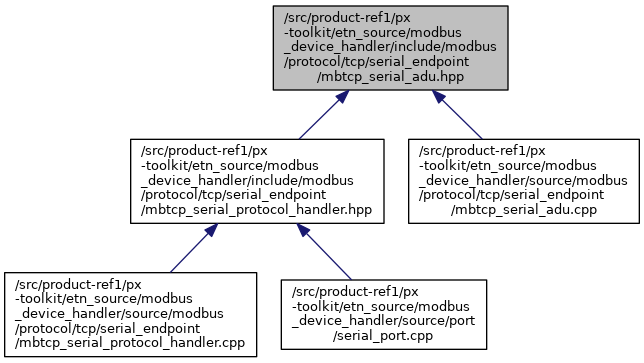 /src/product-ref1/px
-toolkit/etn_source/modbus
_device_handler/include/modbus
/protocol/tcp/serial_endpoint
/mbtcp_serial_adu.hpp
/src/product-ref1/px
-toolkit/etn_source/modbus
_device_handler/include/modbus
/protocol/tcp/serial_endpoint
/mbtcp_serial_protocol_handler.hpp
/src/product-ref1/px
-toolkit/etn_source/modbus
_device_handler/source/modbus
/protocol/tcp/serial_endpoint
/mbtcp_serial_adu.cpp
/src/product-ref1/px
-toolkit/etn_source/modbus
_device_handler/source/modbus
/protocol/tcp/serial_endpoint
/mbtcp_serial_protocol_handler.cpp
/src/product-ref1/px
-toolkit/etn_source/modbus
_device_handler/source/port
/serial_port.cpp